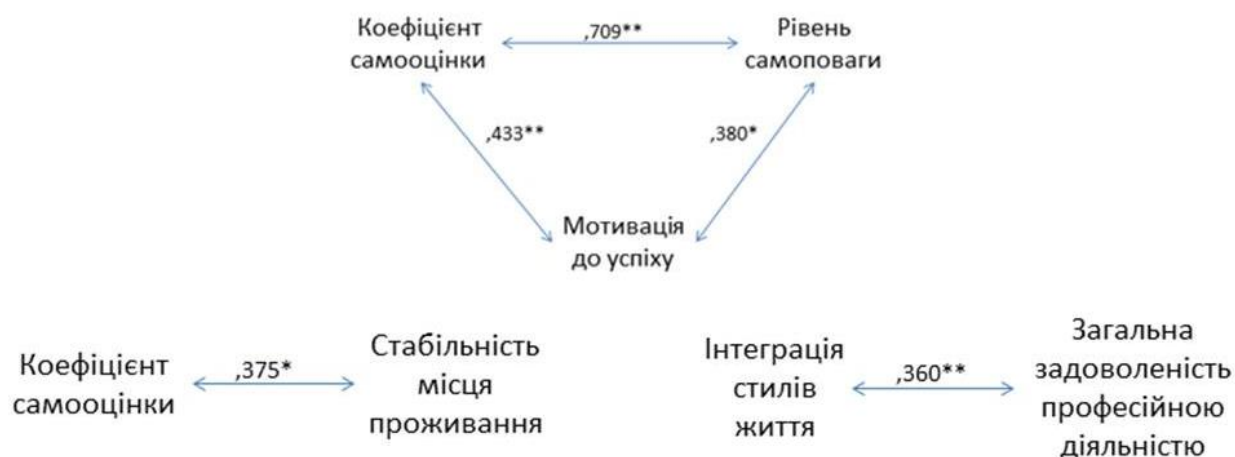 Коефіцієнт
самооцінки
,709**
Рівень
самоповаги
,433**
,380*
Мотивація
до успіху
Коефіцієнт
самооцінки
,375*
Стабільність
місця
проживання
Інтеграція
стилів
життя
,360**
Загальна
задоволеність
професійною
діяльністю